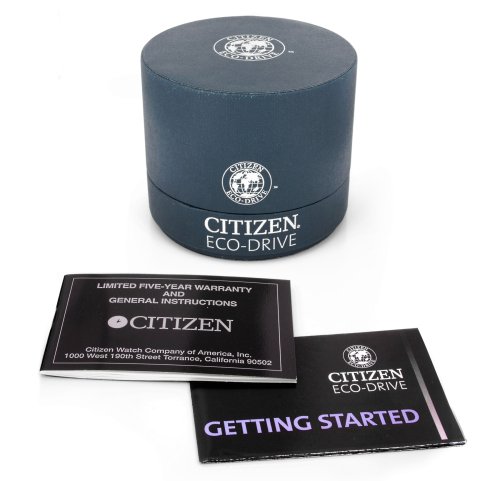 CITIZEN
ECO-DRIVE
CITIZEN
ECO-DRIVE
TM
CITIZEN®
ECO-DRIVE
LIMITED FIVE-YEAR WARRANTY
AND
GENERAL INSTRUCTIONS
CITIZEN
Citizen Watch Company of America, Inc.
1000 West 190th Street Torrance, California 90502
CITIZEN
ECO-DRIVE
CITIZEN
ECO-DRIVE
GETTING STARTED